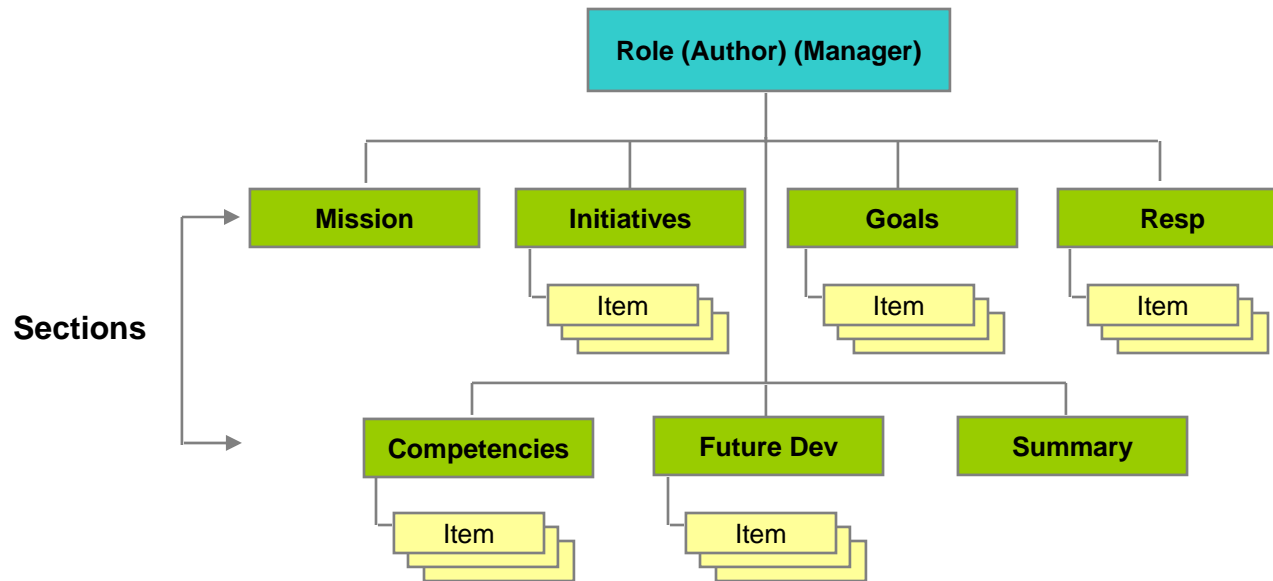 Role (Author) (Manager)
Mission
Initiatives
Goals
Resp
Item
Item
Item
Sections
Competencies
Future Dev
Summary
Item
Item